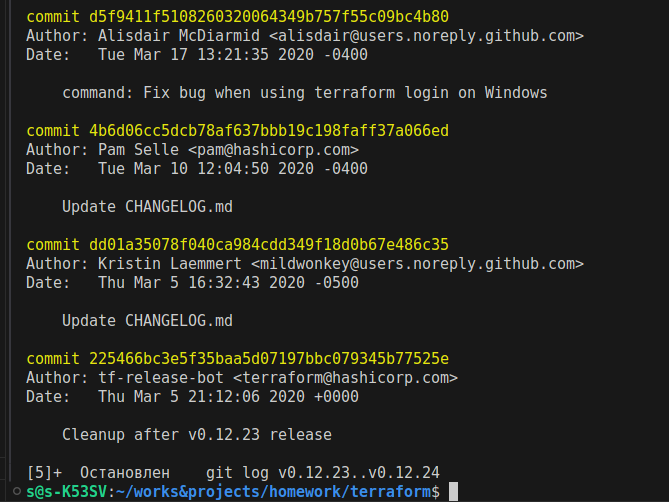 commit d5f9411f5108260320064349b757f55c09bc4b80
Author: Alisdair McDiarmid <alisdair@users.noreply.github.com>
Date:   Tue Mar 17 13:21:35 2020 -0400
    command: Fix bug when using terraform login on Windows
commit 4b6d06cc5dcb78af637bbb19c198faff37a066ed
Author: Pam Selle <pam@hashicorp.com>
Date:   Tue Mar 10 12:04:50 2020 -0400
    Update CHANGELOG.md
commit dd01a35078f040ca984cdd349f18d0b67e486c35
Author: Kristin Laemmert <mildwonkey@users.noreply.github.com>
Date:   Thu Mar 5 16:32:43 2020 -0500
    Update CHANGELOG.md
commit 225466bc3e5f35baa5d07197bbc079345b77525e
Author: tf-release-bot <terraform@hashicorp.com>
Date:   Thu Mar 5 21:12:06 2020 +0000
    Cleanup after v0.12.23 release
[5]+  Остановлен    git log v0.12.23..v0.12.24
s@s-K53SV:~/works&projects/homework/terraform$